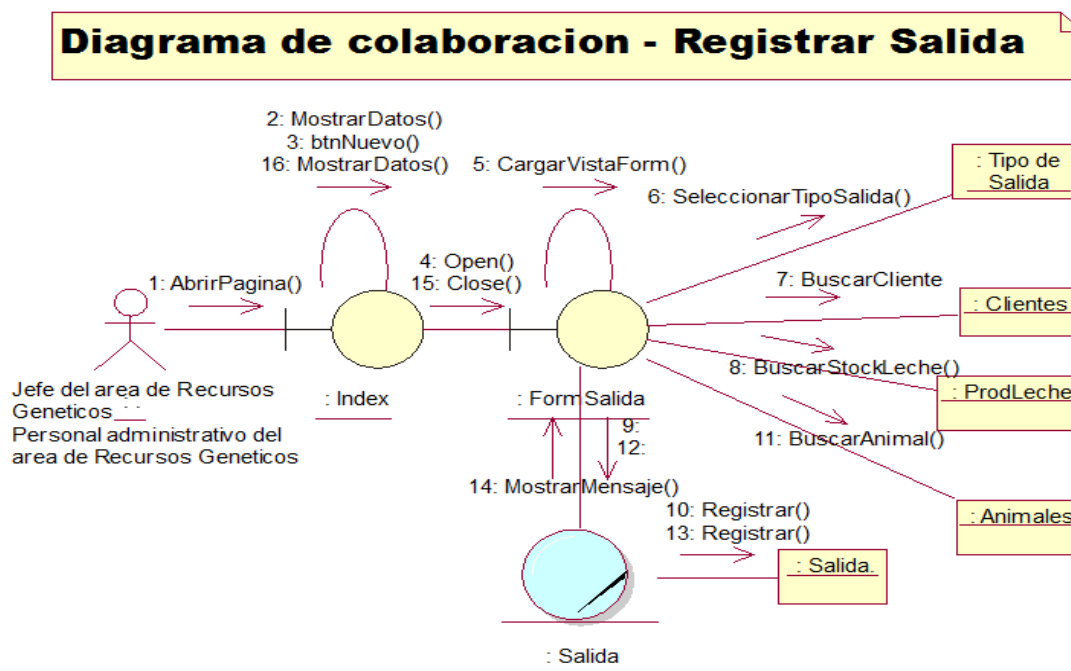 Diagrama de colaboracion - Registrar Salida
2: MostrarDatos()
3: btnNuevo()
16: MostrarDatos()
5: CargarVistaForm()
: Tipo de
Salida
6: SeleccionarTipoSalida()
1: AbrirPagina()
4: Open()
15: Close()
7: BuscarCliente
: Clientes
8: BuscarStockLeche()
: ProdLeche
Jefe del area de Recursos
Geneticos
Personal administrativo del
area de Recursos Geneticos
: Index
: FormSalida
9:
12:
11: BuscarAnimal()
14: MostrarMensaje()
10: Registrar()
13: Registrar()
: Animales
: Salida.
: Salida